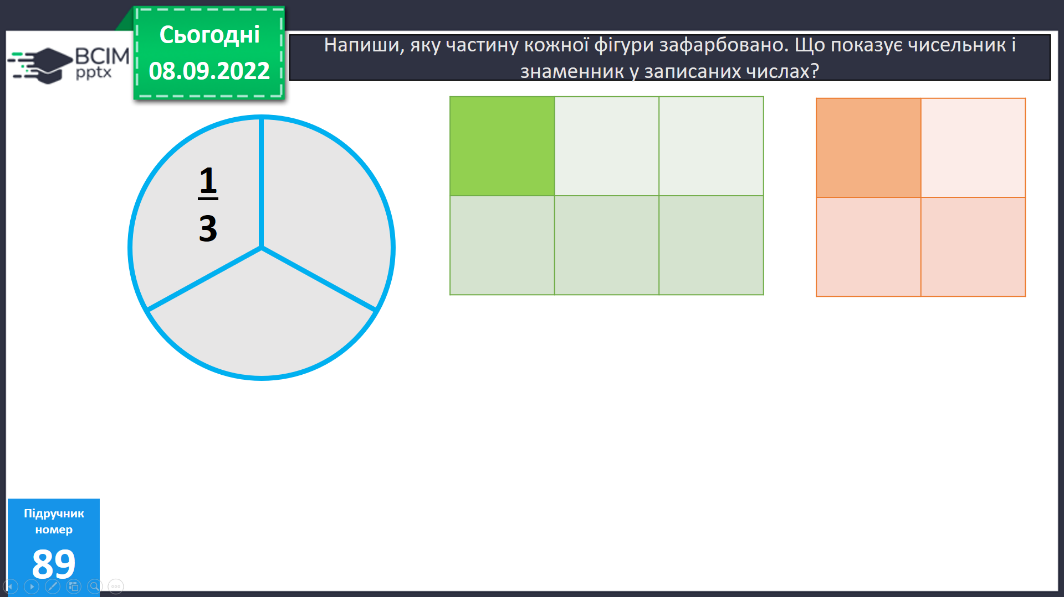 ВСІМ
pptx
Сьогодні
08.09.2022
Напиши, яку частину кожної фігури зафарбовано. Що показує чисельник і
знаменник у записаних числах?
1
3
Підручник
номер
89